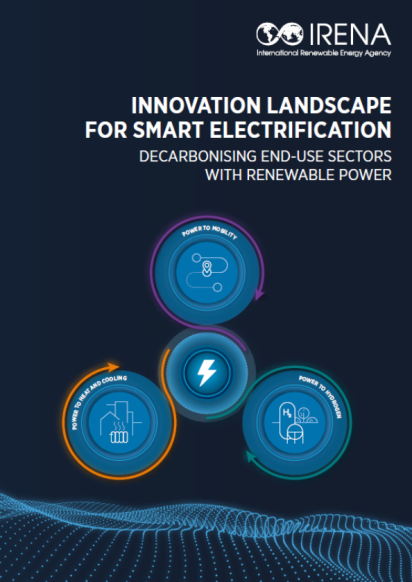 IRENA
International Renewable Energy Agency
INNOVATION LANDSCAPE
FOR SMART ELECTRIFICATION
DECARBONISING END-USE SECTORS
WITH RENEWABLE POWER
POWER TO MOBILITY
POWER TO HEAT AND COOLING
POWER TO HYDROGEN
H₂